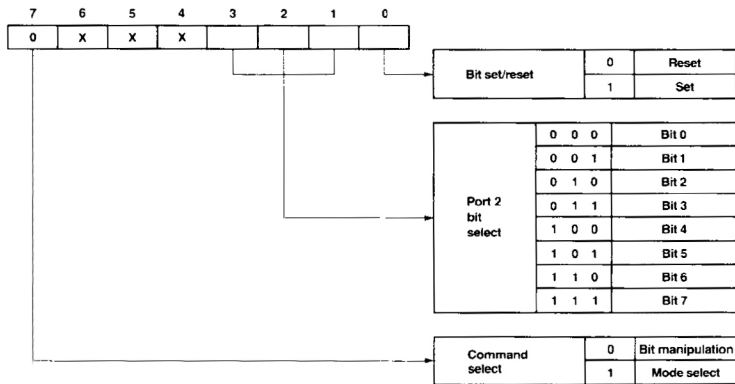 7 6 5 4 3 2 1 0
0 X X X
Bit set/reset
0 Reset
1 Set
Port 2
bit
select
0 0 0 Bit 0
0 0 1 Bit 1
0 1 0 Bit 2
0 1 1 Bit 3
1 0 0 Bit 4
1 0 1 Bit 5
1 1 0 Bit 6
1 1 1 Bit 7
Command
select
0 Bit manipulation
1 Mode select